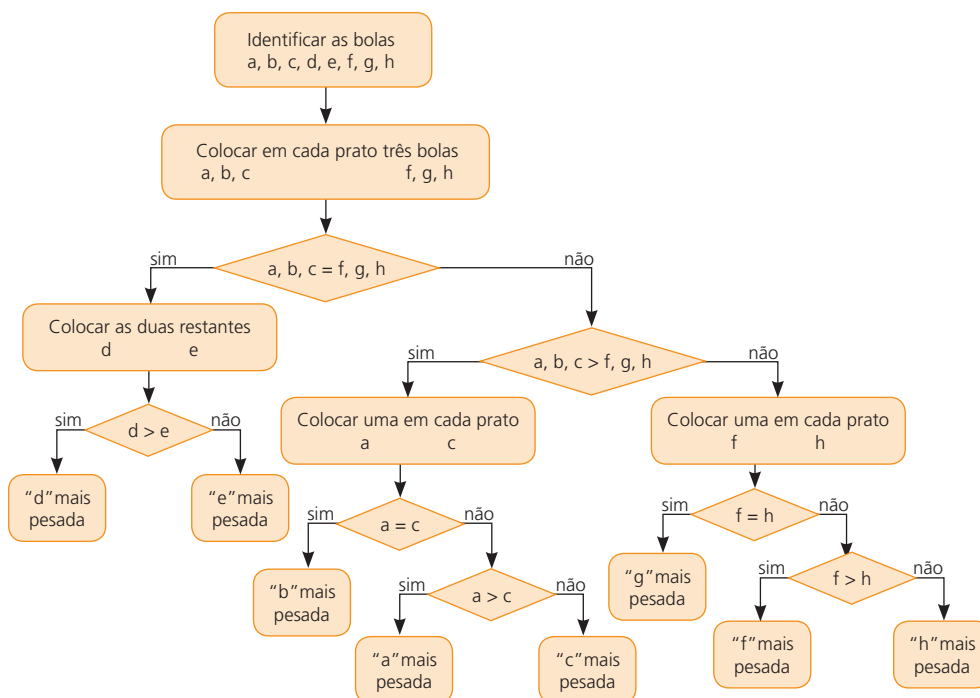 Identificar as bolas
a, b, c, d, e, f, g, h
Colocar em cada prato três bolas
a, b, c f, g, h
sim
a, b, c = f, g, h
não
Colocar as duas restantes
d e
sim
a, b, c > f, g, h
não
sim
d > e
não
Colocar uma em cada prato
a c
Colocar uma em cada prato
f h
“d”mais
pesada
“e”mais
pesada
sim
a = c
não
sim
f = h
não
“b”mais
pesada
sim
a > c
não
“g”mais
pesada
sim
f > h
não
“a”mais
pesada
“c”mais
pesada
“f”mais
pesada
“h”mais
pesada